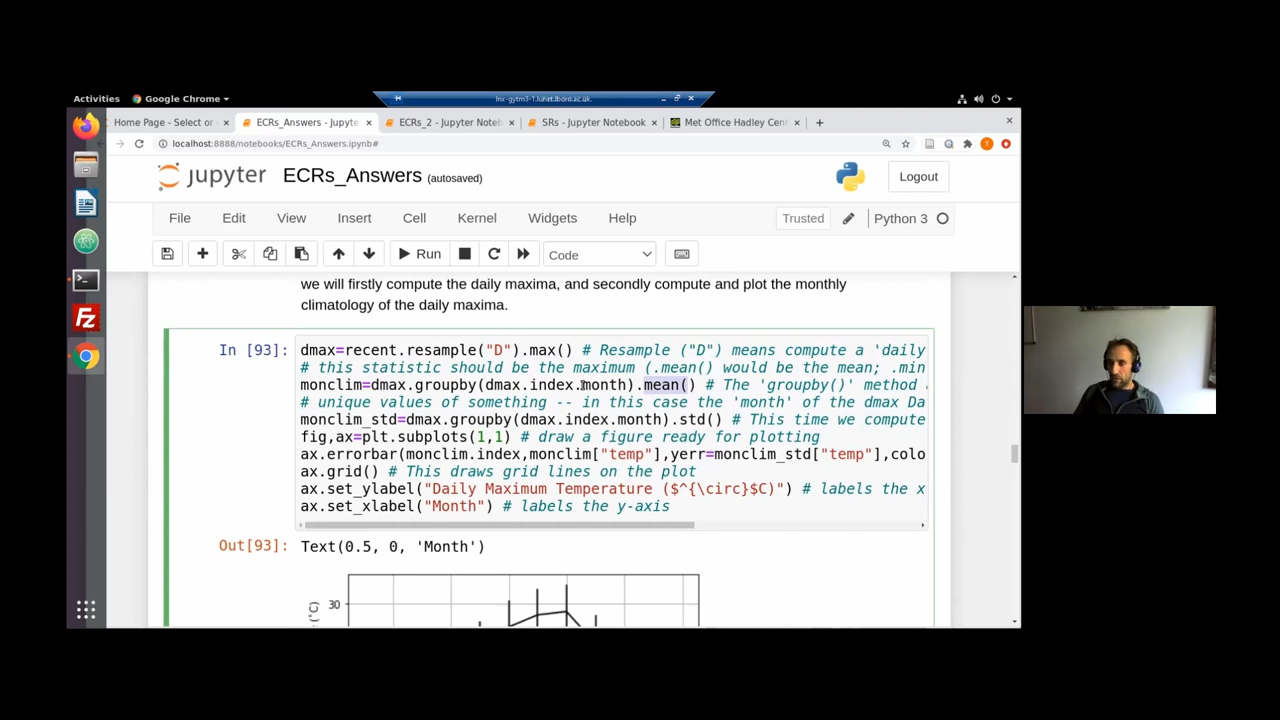 Activities Google Chrome lnx-gytm3-1.lunet.lboro.ac.uk
Home Page - Select or ECRs_Answers - Jupyte ECRs_2 - Jupyter Noteb SRs - Jupyter Notebook Met Office Hadley Cen
localhost:8888/notebooks/ECRs_Answers.ipynb#
jupyter ECRs_Answers (autosaved) Logout
File Edit View Insert Cell Kernel Widgets Help Trusted Python 3
Run Code
we will firstly compute the daily maxima, and secondly compute and plot the monthly
climatology of the daily maxima.
In [93]: dmax=recent.resample("D").max() # Resample ("D") means compute a 'daily
# this statistic should be the maximum (.mean() would be the mean; .min
monclim=dmax.groupby(dmax.index.month).mean() # The 'groupby()' method
# unique values of something -- in this case the 'month' of the dmax Da
monclim_std=dmax.groupby(dmax.index.month).std() # This time we compute
fig,ax=plt.subplots(1,1) # draw a figure ready for plotting
ax.errorbar(monclim.index,monclim["temp"],yerr=monclim_std["temp"],colo
ax.grid() # This draws grid lines on the plot
ax.set_ylabel("Daily Maximum Temperature ($^{\circ}$C)") # labels the x
ax.set_xlabel("Month") # labels the y-axis
Out[93]: Text(0.5, 0, 'Month')
30
(°C)